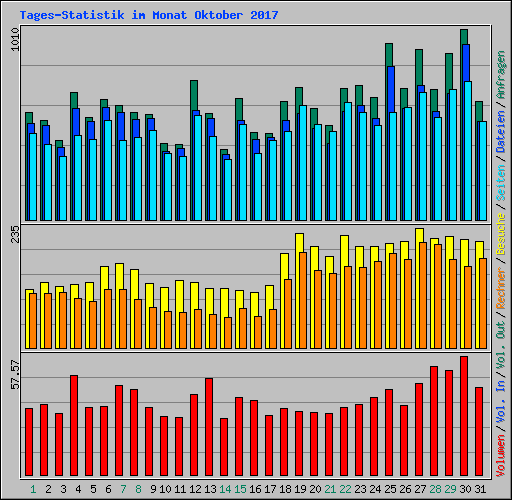 Tages-Statistik im Monat Oktober 2017
1010
Anfragen / Dateien / Seiten
235
Besuche / Rechner
57.57
Volumen / Vol. In / Vol. Out
1 2 3 4 5 6 7 8 9 10 11 12 13 14 15 16 17 18 19 20 21 22 23 24 25 26 27 28 29 30 31